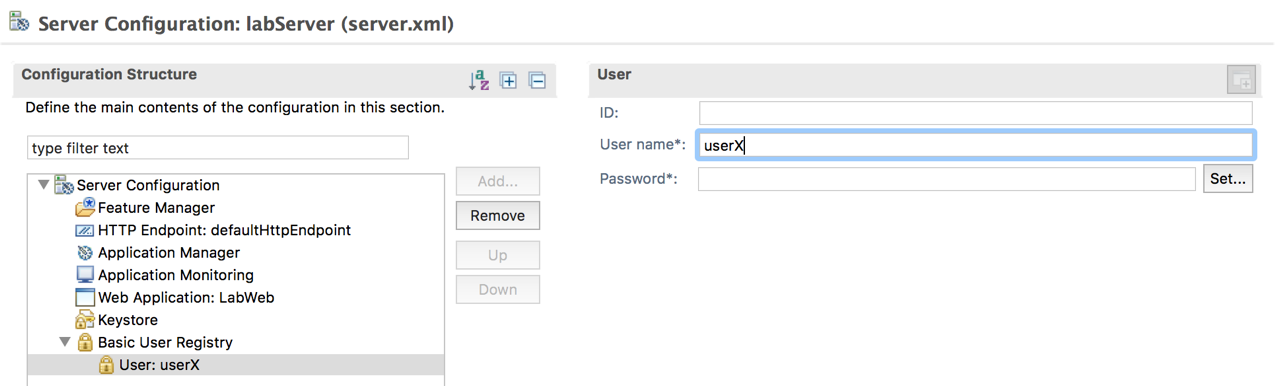 Server Configuration: labServer (server.xml)
Configuration Structure
Define the main contents of the configuration in this section.
type filter text
Server Configuration
Feature Manager
HTTP Endpoint: defaultHttpEndpoint
Application Manager
Application Monitoring
Web Application: LabWeb
Keystore
Basic User Registry
User: userX
Add...
Remove
Up
Down
User
ID:
User name*: userX
Password*: Set...